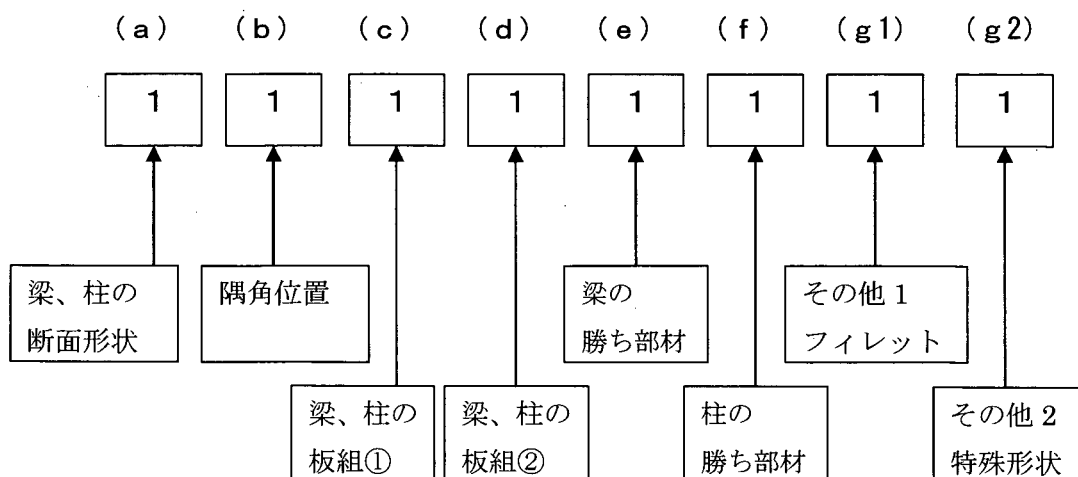 (a) (b) (c) (d) (e) (f) (g1) (g2)
1 1 1 1 1 1 1 1
梁、柱の
断面形状
隅角位置
梁の
勝ち部材
その他1
フィレット
梁、柱の
板組①
梁、柱の
板組②
柱の
勝ち部材
その他2
特殊形状